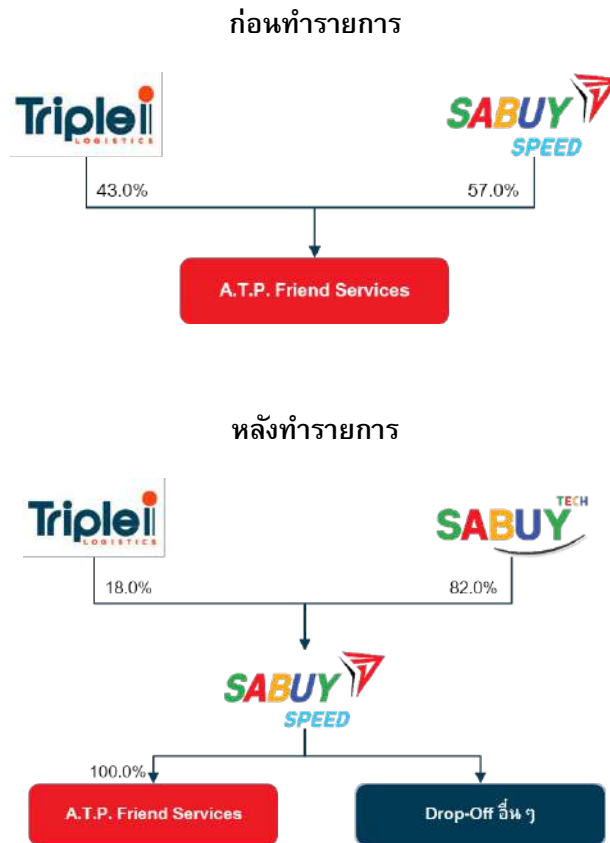 ก่อนทำรายการ
Triplei
LOGISTICS
SABUY
SPEED
43.0%
57.0%
A.T.P. Friend Services
หลังทำรายการ
Triplei
LOGISTICS
SABUY TECH
18.0%
82.0%
SABUY
SPEED
100.0%
A.T.P. Friend Services
Drop-Off อื่น ๆ